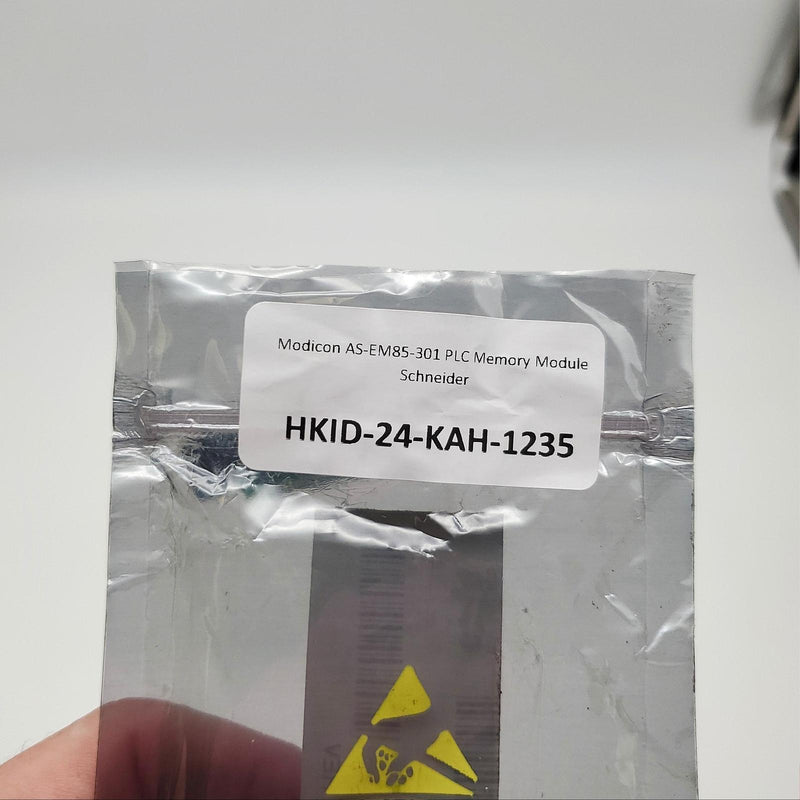 Modicon AS-EM85-301 PLC Memory Module
Schneider
HKID-24-KAH-1235